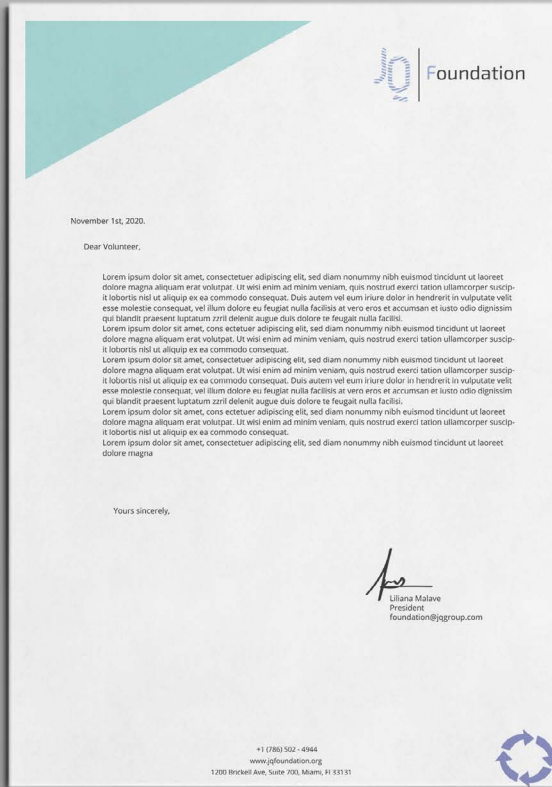 JQ Foundation
November 1st, 2020.
Dear Volunteer,
Lorem ipsum dolor sit amet, consectetuer adipiscing elit, sed diam nonummy nibh euismod tincidunt ut laoreet
dolore magna aliquam erat volutpat. Ut wisi enim ad minim veniam, quis nostrud exerci tation ullamcorper suscip-
it lobortis nisl ut aliquip ex ea commodo consequat. Duis autem vel eum iriure dolor in hendrerit in vulputate velit
esse molestie consequat, vel illum dolore eu feugiat nulla facilisis at vero eros et accumsan et iusto odio dignissim
qui blandit praesent luptatum zzril delenit augue duis dolore te feugait nulla facilisi.
Lorem ipsum dolor sit amet, cons ectetuer adipiscing elit, sed diam nonummy nibh euismod tincidunt ut laoreet
dolore magna aliquam erat volutpat. Ut wisi enim ad minim veniam, quis nostrud exerci tation ullamcorper suscip-
it lobortis nisl ut aliquip ex ea commodo consequat.
Lorem ipsum dolor sit amet, consectetuer adipiscing elit, sed diam nonummy nibh euismod tincidunt ut laoreet
dolore magna aliquam erat volutpat. Ut wisi enim ad minim veniam, quis nostrud exerci tation ullamcorper suscip-
it lobortis nisl ut aliquip ex ea commodo consequat. Duis autem vel eum iriure dolor in hendrerit in vulputate velit
esse molestie consequat, vel illum dolore eu feugiat nulla facilisis at vero eros et accumsan et iusto odio dignissim
qui blandit praesent luptatum zzril delenit augue duis dolore te feugait nulla facilisi.
Lorem ipsum dolor sit amet, cons ectetuer adipiscing elit, sed diam nonummy nibh euismod tincidunt ut laoreet
dolore magna aliquam erat volutpat. Ut wisi enim ad minim veniam, quis nostrud exerci tation ullamcorper suscip-
it lobortis nisl ut aliquip ex ea commodo consequat.
Lorem ipsum dolor sit amet, consectetuer adipiscing elit, sed diam nonummy nibh euismod tincidunt ut laoreet
dolore magna
Yours sincerely,
Liliana Malave
President
foundation@jqgroup.com
+1 (786) 502 - 4944
www.jqfoundation.org
1200 Brickell Ave, Suite 700, Miami, Fl 33131